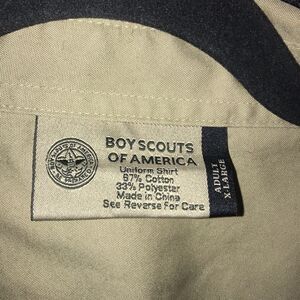 BOY SCOUTS
OF AMERICA
Uniform Shirt
67% Cotton
33% Polyester
Made in China
See Reverse for Care
ADULT
X-LARGE